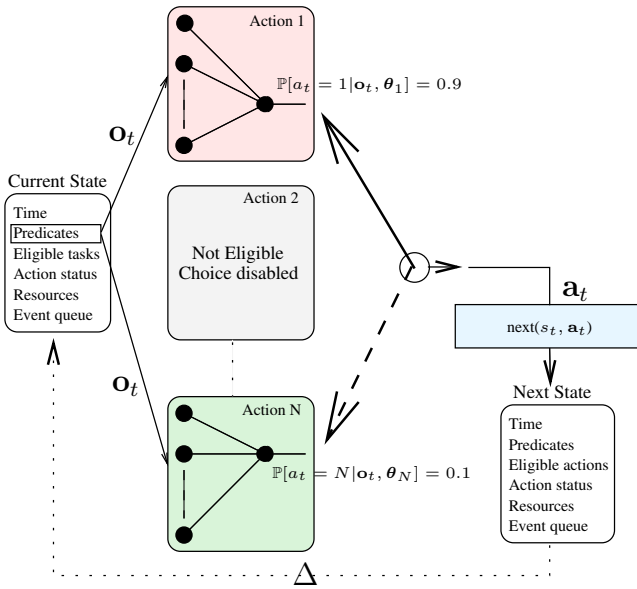 Action 1
ℙ[a_t = 1|𝐨_t, 𝜽_1] = 0.9
𝐨_t
Current State
Time
Predicates
Eligible tasks
Action status
Resources
Event queue
Action 2
Not Eligible
Choice disabled
𝐚_t
next(s_t, 𝐚_t)
𝐨_t
Action N
ℙ[a_t = N|𝐨_t, 𝜽_N] = 0.1
Next State
Time
Predicates
Eligible actions
Action status
Resources
Event queue
Δ